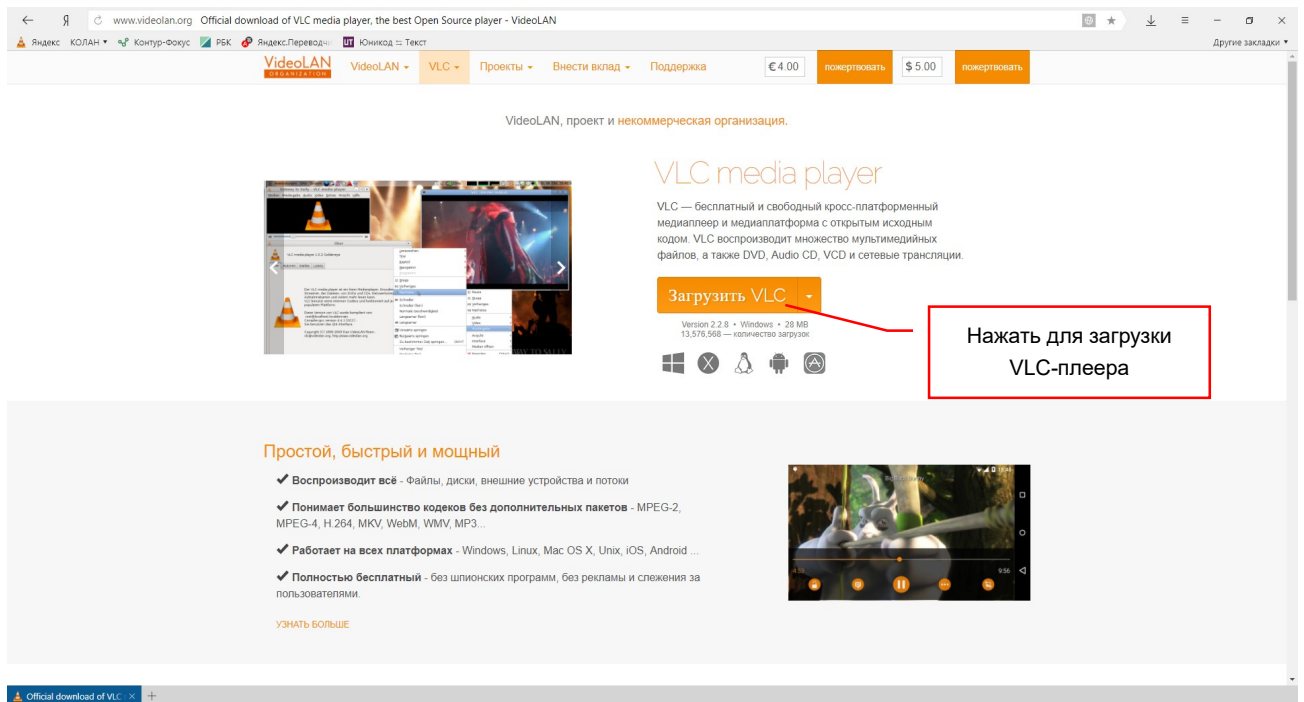 www.videolan.org Official download of VLC media player, the best Open Source player - VideoLAN
Яндекс КОЛАН Контур-Фокус РБК Яндекс.Переводчи Юникод ⇆ Текст Другие закладки
VideoLAN
ORGANIZATION
VideoLAN VLC Проекты Внести вклад Поддержка € 4.00 пожертвовать $ 5.00 пожертвовать
VideoLAN, проект и некоммерческая организация.
VLC media player
VLC — бесплатный и свободный кросс-платформенный
медиаплеер и медиаплатформа с открытым исходным
кодом. VLC воспроизводит множество мультимедийных
файлов, а также DVD, Audio CD, VCD и сетевые трансляции.
Загрузить VLC
Version 2.2.8 • Windows • 28 MB
13,576,568 — количество загрузок
Нажать для загрузки
VLC-плеера
Простой, быстрый и мощный
Воспроизводит всё - Файлы, диски, внешние устройства и потоки
Понимает большинство кодеков без дополнительных пакетов - MPEG-2,
MPEG-4, H.264, MKV, WebM, WMV, MP3...
Работает на всех платформах - Windows, Linux, Mac OS X, Unix, iOS, Android ...
Полностью бесплатный - без шпионских программ, без рекламы и слежения за
пользователями.
УЗНАТЬ БОЛЬШЕ
9:56
Official download of VLC